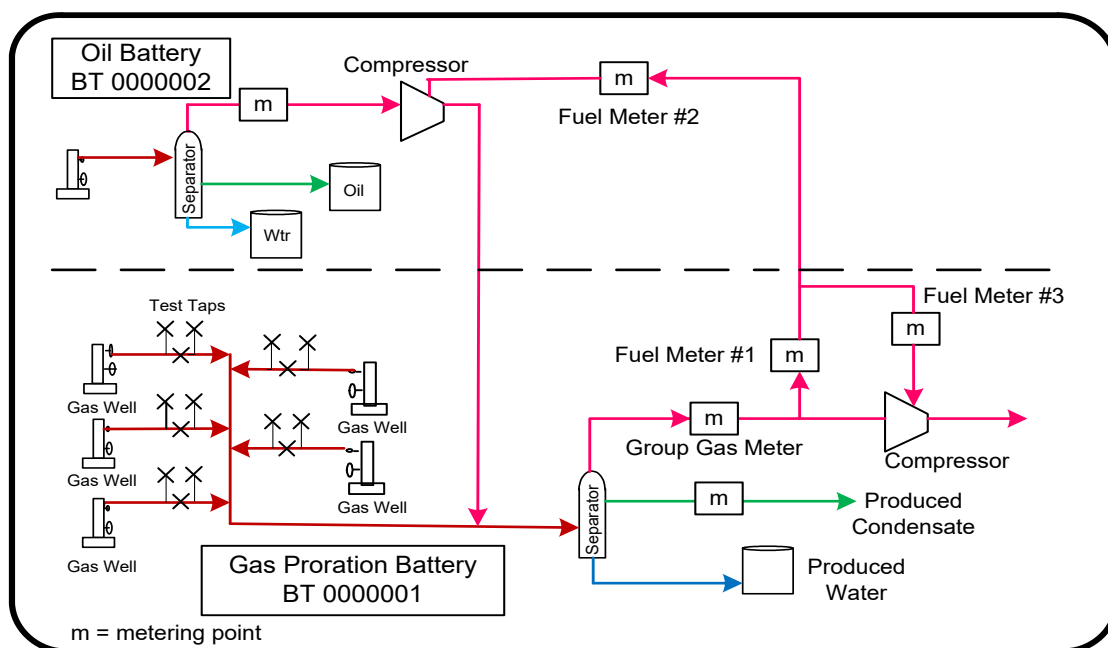 Oil Battery
BT 0000002
Compressor
m
m
Fuel Meter #2
Separator
Oil
Wtr
Test Taps
Gas Well
Gas Well
Gas Well
Gas Well
Gas Well
Fuel Meter #3
m
Fuel Meter #1
m
m
Group Gas Meter
Compressor
Separator
m
Produced
Condensate
Produced
Water
Gas Proration Battery
BT 0000001
m = metering point